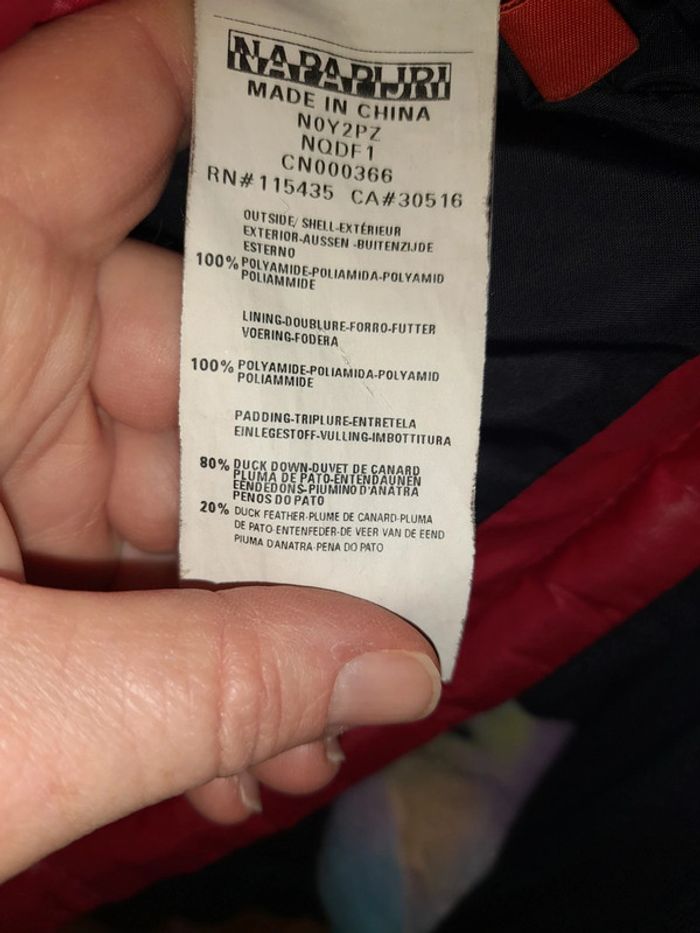 NAPAPIJRI
MADE IN CHINA
N0Y2PZ
NQDF1
CN000366
RN#115435 CA#30516
OUTSIDE/ SHELL-EXTÉRIEUR
EXTERIOR-AUSSEN -BUITENZIJDE
ESTERNO
100% POLYAMIDE-POLIAMIDA-POLYAMID
POLIAMMIDE
LINING-DOUBLURE-FORRO-FUTTER
VOERING-FODERA
100% POLYAMIDE-POLIAMIDA-POLYAMID
POLIAMMIDE
PADDING-TRIPLURE-ENTRETELA
EINLEGESTOFF-VULLING-IMBOTTITURA
80% DUCK DOWN-DUVET DE CANARD
PLUMA DE PATO-ENTENDAUNEN
EENDEDONS-PIUMINO D'ANATRA
PENOS DO PATO
20% DUCK FEATHER-PLUME DE CANARD-PLUMA
DE PATO-ENTENFEDER-DE VEER VAN DE EEND
PIUMA D'ANATRA-PENA DO PATO